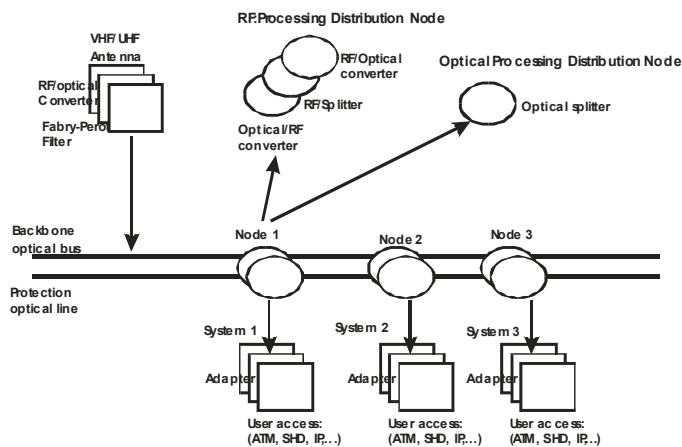 VHF/UHF
Antenna
RF/optical
Converter
Fabry-Pero
Filter
RF.Processing Distribution Node
RF/Optical
converter
RF/Splitter
Optical/RF
converter
Optical Processing Distribution Node
Optical splitter
Backbone
optical bus
Node 1
Node 2
Node 3
Protection
optical line
System 1
System 2
System 3
Adapter
Adapter
Adapter
User access:
(ATM, SHD, IP,...)
User access:
(ATM, SHD, IP,...)
User access:
(ATM, SHD, IP,...)